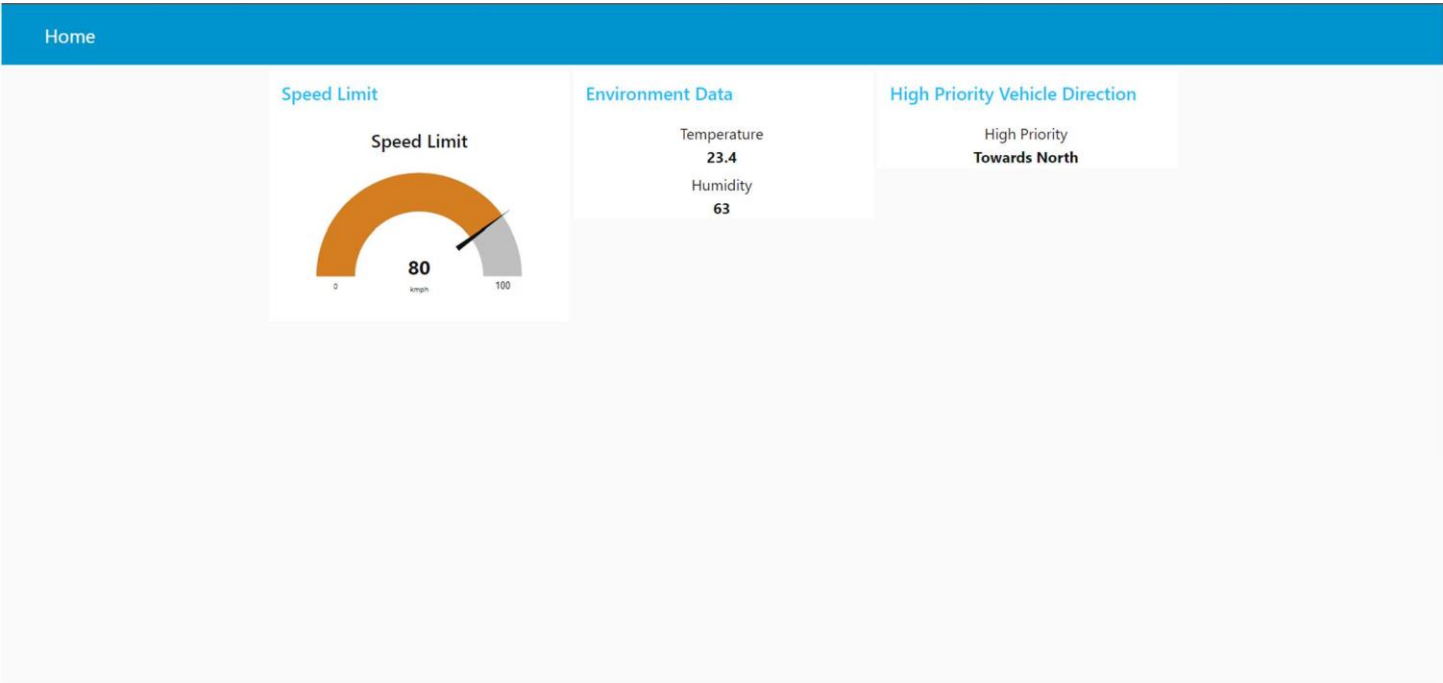 Home
Speed Limit
Speed Limit
80
0
kmph
100
Environment Data
Temperature
23.4
Humidity
63
High Priority Vehicle Direction
High Priority
Towards North